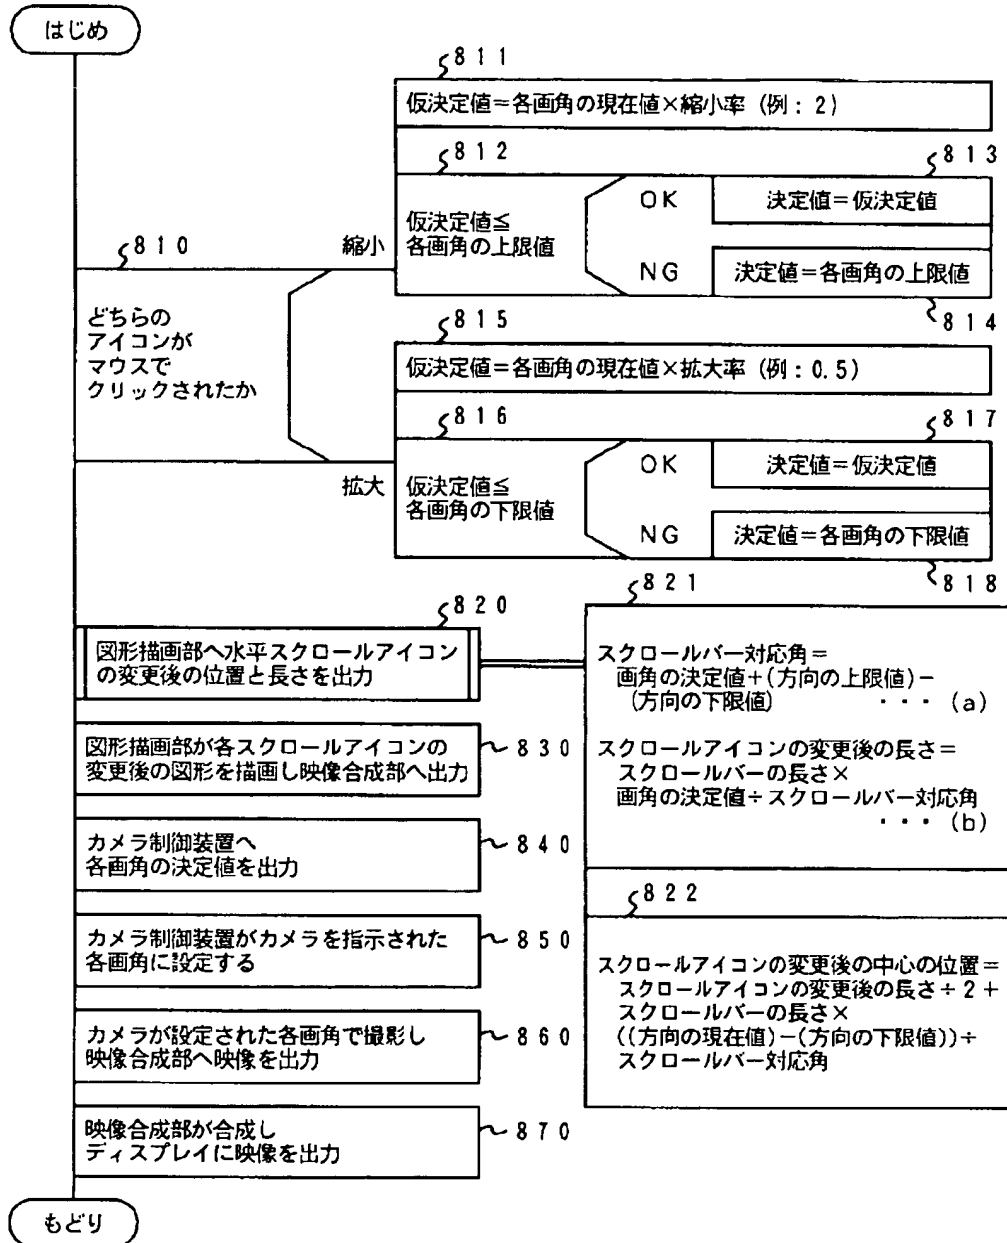 はじめ
811
仮決定値=各画角の現在値×縮小率 (例:2)
812
813
仮決定値≦
各画角の上限値
OK
決定値=仮決定値
NG
決定値=各画角の上限値
814
810
縮小
どちらの
アイコンが
マウスで
クリックされたか
815
仮決定値=各画角の現在値×拡大率 (例:0.5)
816
817
拡大
仮決定値≦
各画角の下限値
OK
決定値=仮決定値
NG
決定値=各画角の下限値
818
820
図形描画部へ水平スクロールアイコン
の変更後の位置と長さを出力
821
スクロールバー対応角=
画角の決定値+(方向の上限値)−
(方向の下限値) ・・・ (a)
スクロールアイコンの変更後の長さ=
スクロールバーの長さ×
画角の決定値÷スクロールバー対応角
・・・ (b)
822
スクロールアイコンの変更後の中心の位置=
スクロールアイコンの変更後の長さ÷2+
スクロールバーの長さ×
((方向の現在値)−(方向の下限値))÷
スクロールバー対応角
図形描画部が各スクロールアイコンの
変更後の図形を描画し映像合成部へ出力
830
カメラ制御装置へ
各画角の決定値を出力
840
カメラ制御装置がカメラを指示された
各画角に設定する
850
カメラが設定された各画角で撮影し
映像合成部へ映像を出力
860
映像合成部が合成し
ディスプレイに映像を出力
870
もどり